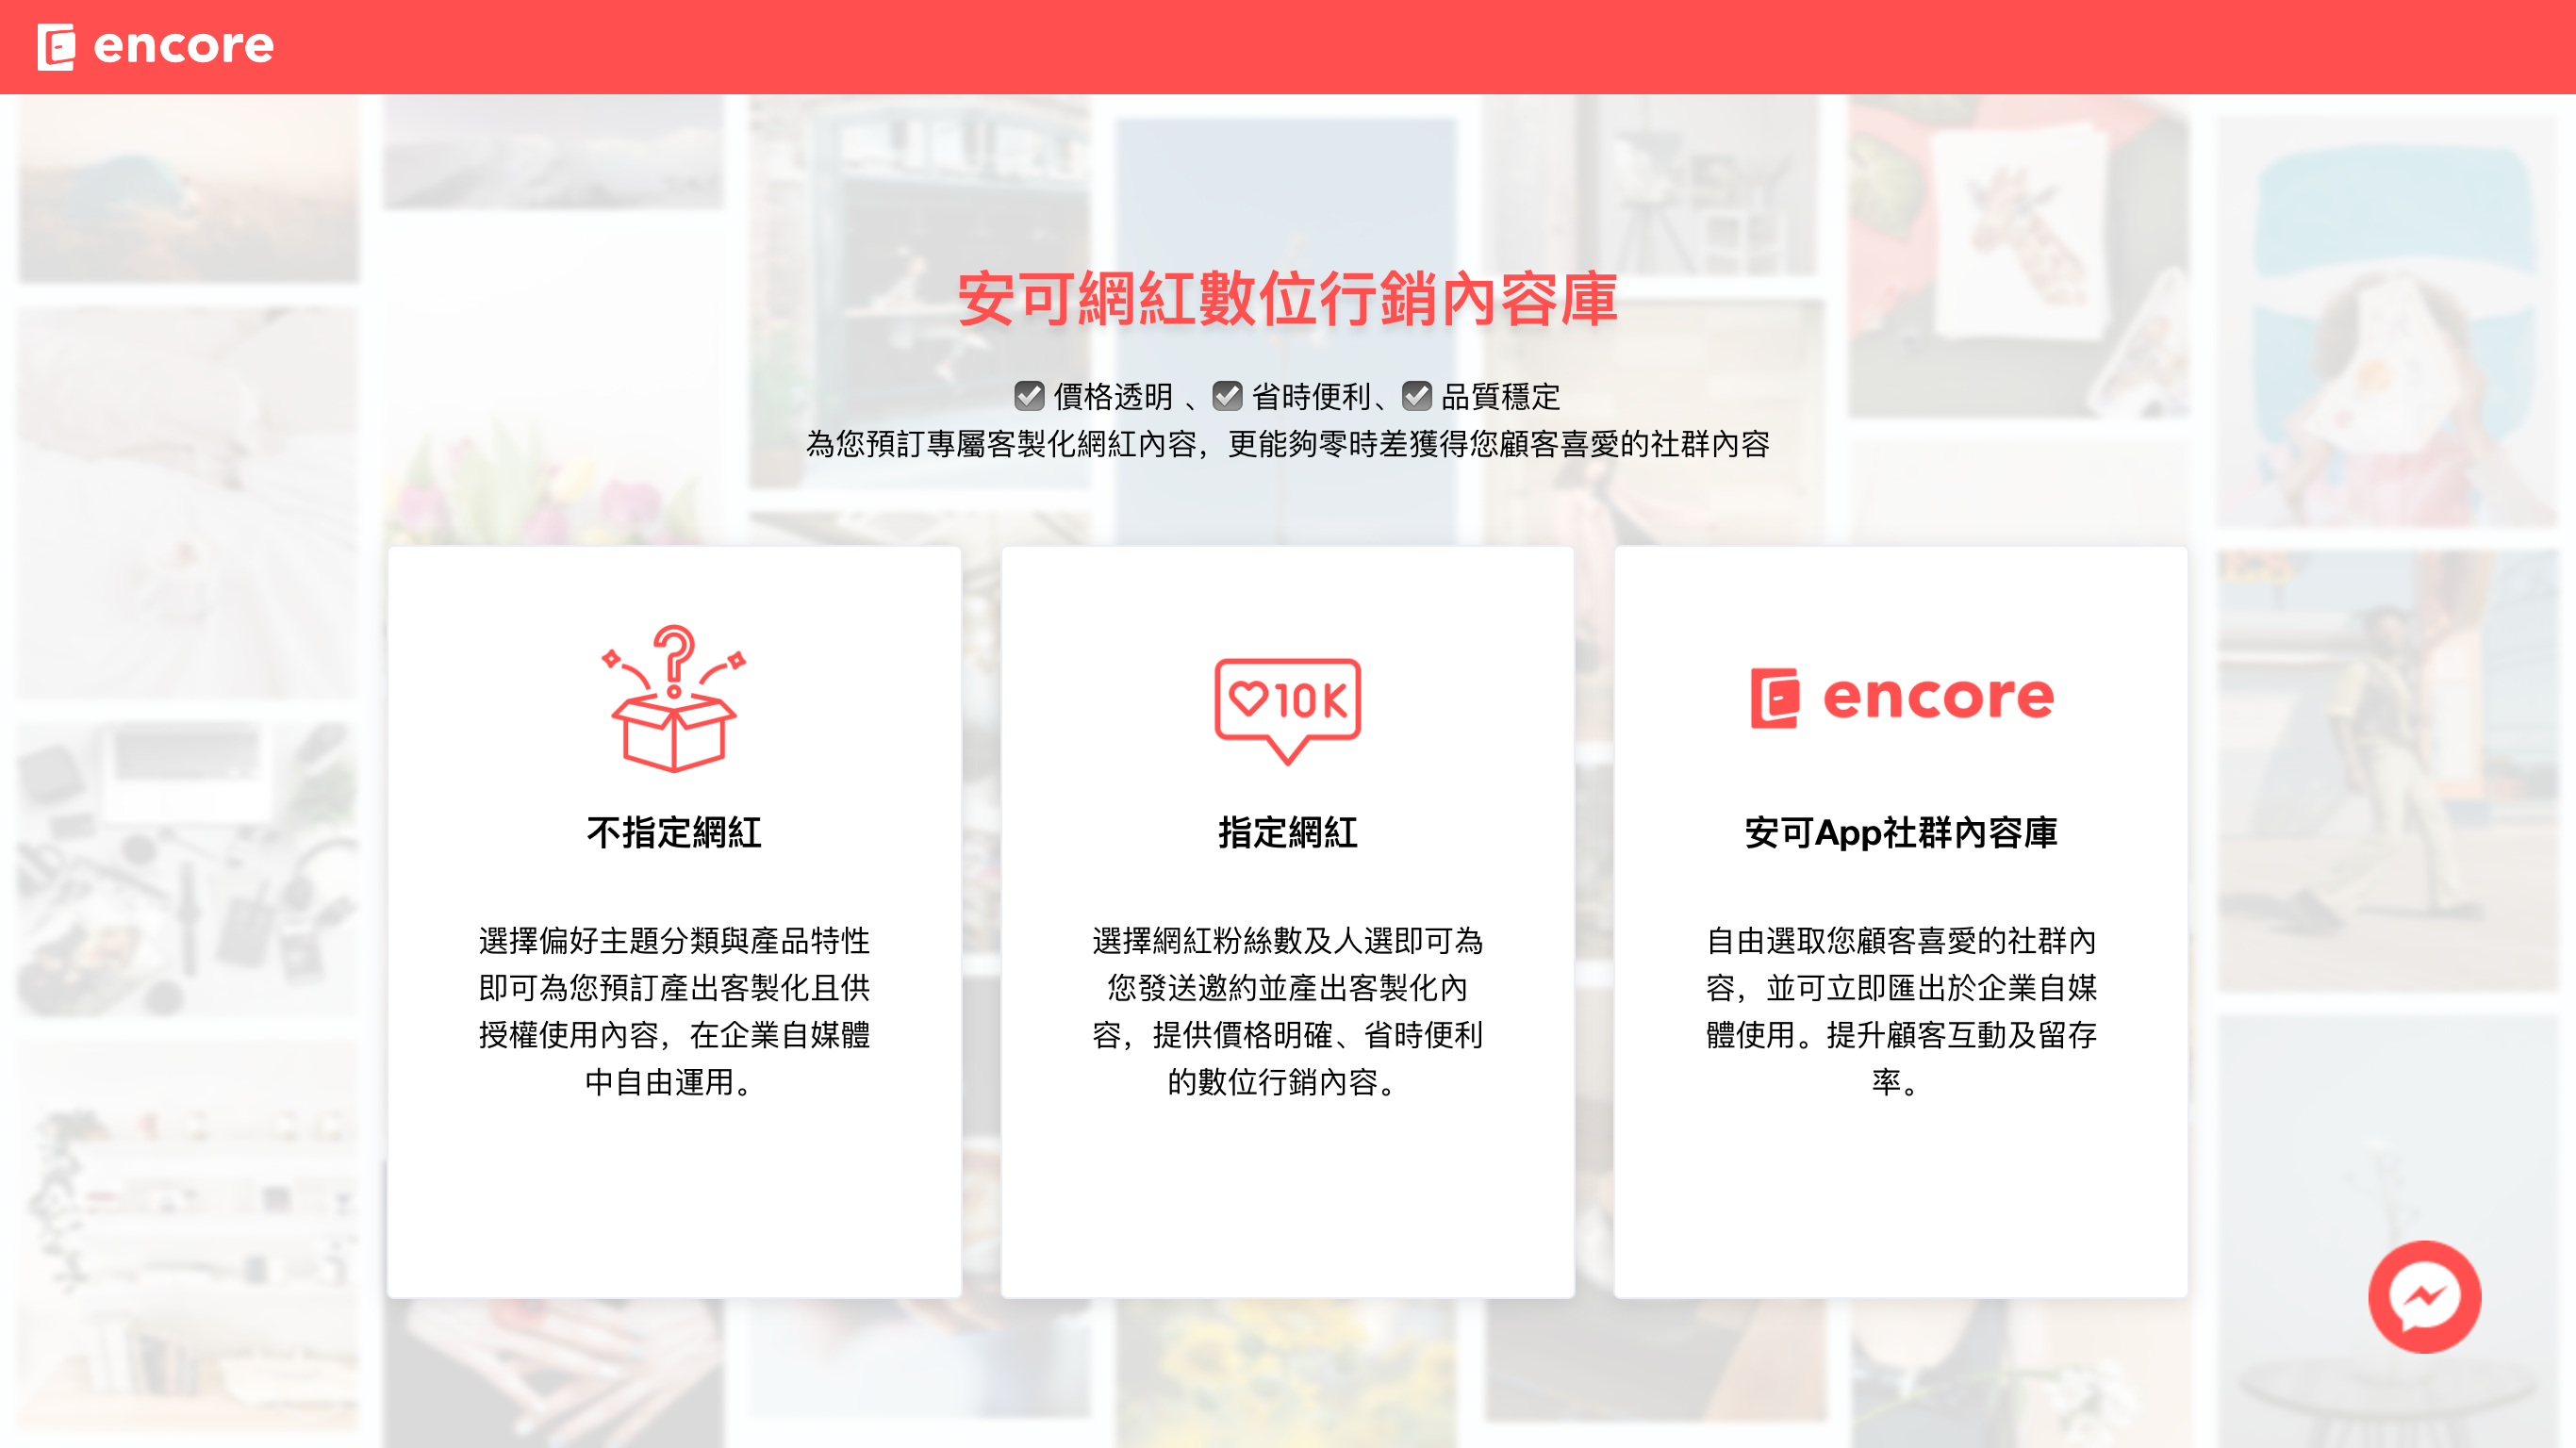 encore
安可網紅數位行銷內容庫
☑ 價格透明 、☑ 省時便利、☑ 品質穩定
為您預訂專屬客製化網紅內容，更能夠零時差獲得您顧客喜愛的社群內容
不指定網紅
選擇偏好主題分類與產品特性
即可為您預訂產出客製化且供
授權使用內容，在企業自媒體
中自由運用。
10K
指定網紅
選擇網紅粉絲數及人選即可為
您發送邀約並產出客製化內
容，提供價格明確、省時便利
的數位行銷內容。
encore
安可App社群內容庫
自由選取您顧客喜愛的社群內
容，並可立即匯出於企業自媒
體使用。提升顧客互動及留存
率。